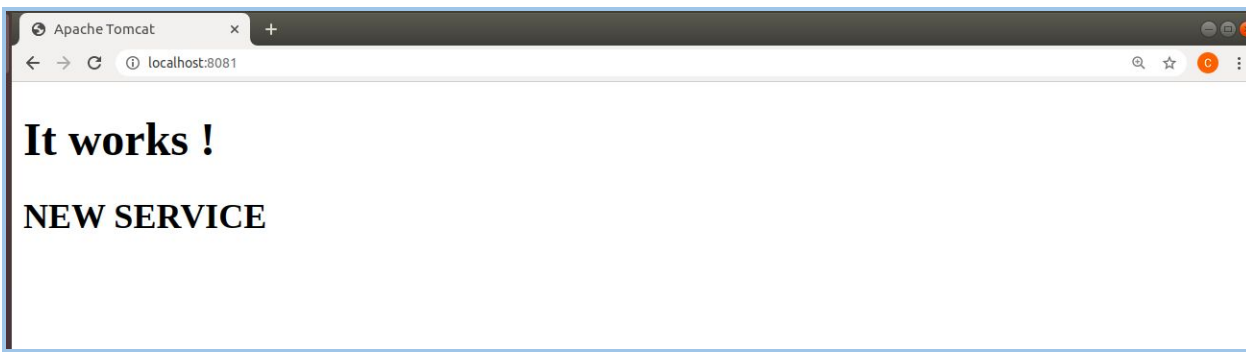 Apache Tomcat
localhost:8081
C
It works !
NEW SERVICE